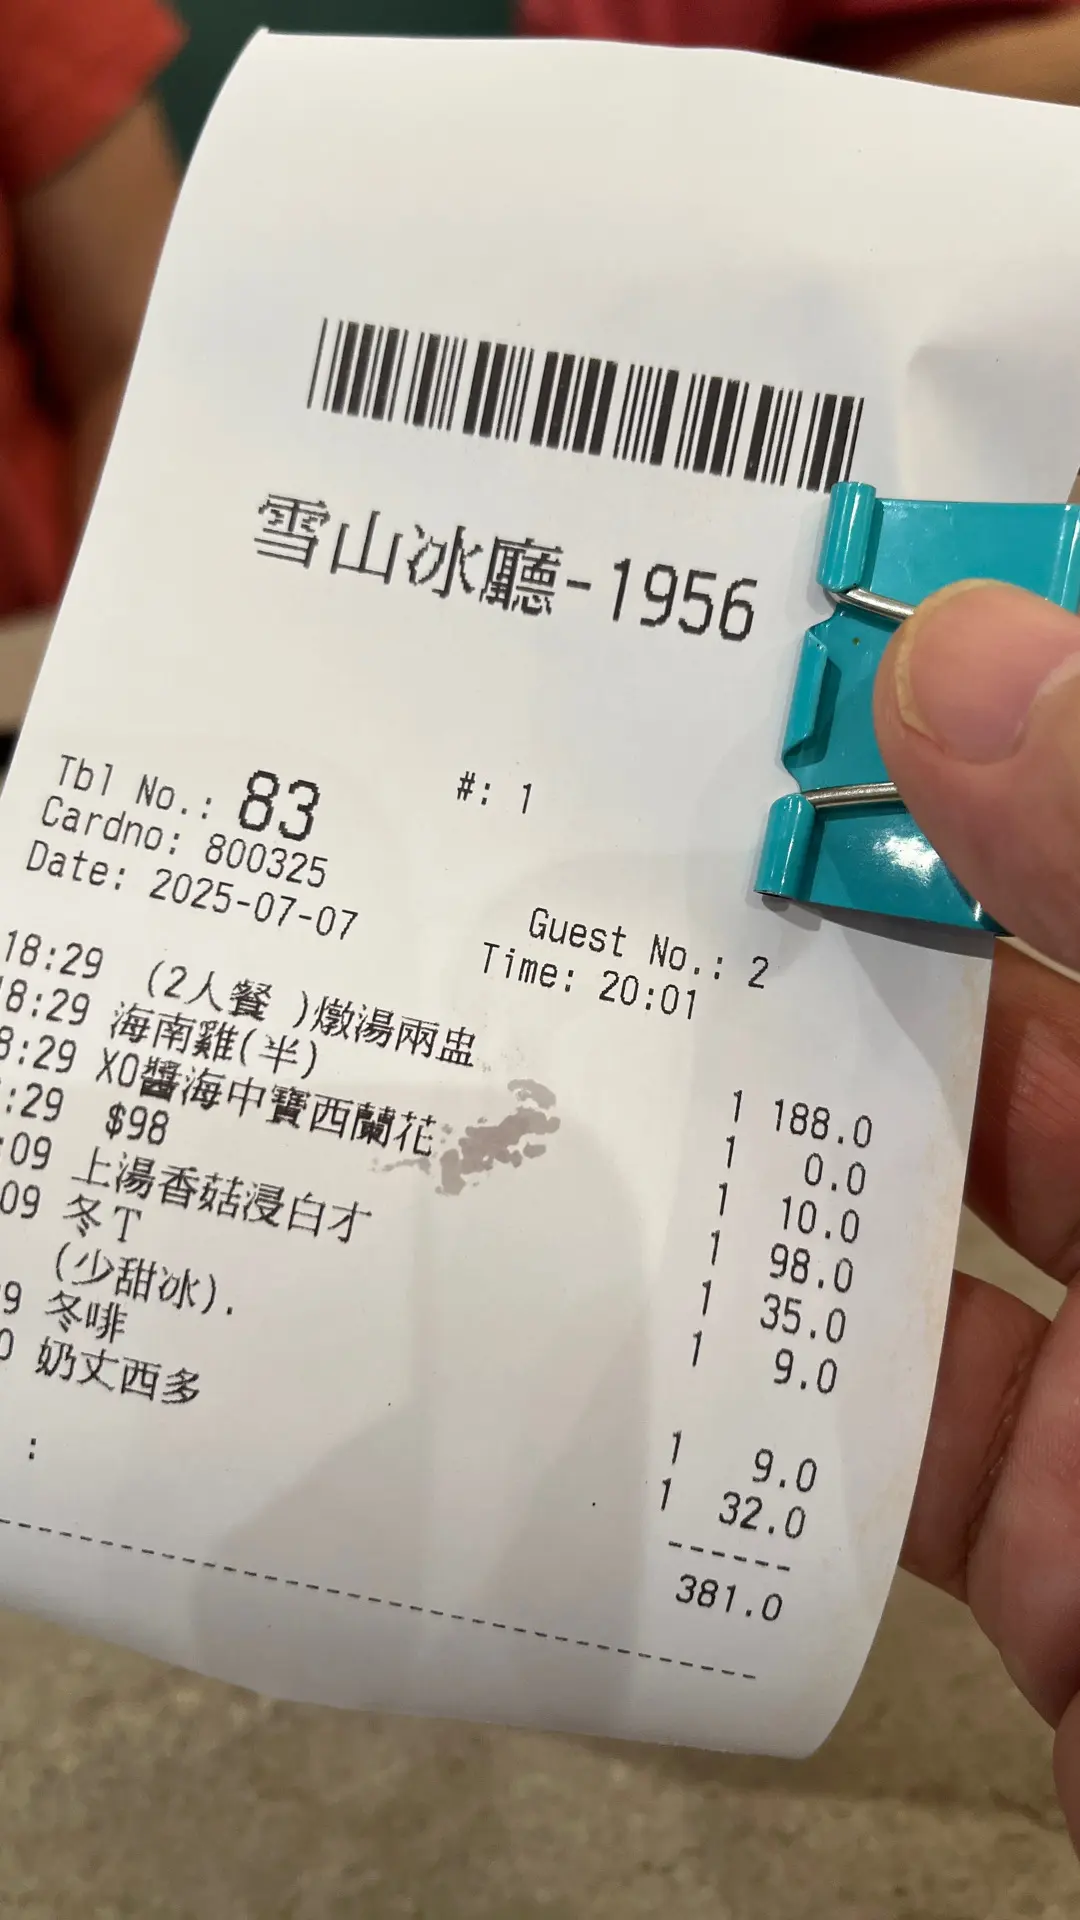 雪山冰廳-1956
Tbl No.: 83 #: 1
Cardno: 800325 Guest No.: 2
Date: 2025-07-07 Time: 20:01
18:29 (2人餐 )燉湯兩盅 1 188.0
8:29 海南雞(半) 1 0.0
8:29 XO醬海中寶西蘭花 1 10.0
:29 $98 1 98.0
:09 上湯香菇浸白才 1 35.0
09 冬T 1 9.0
(少甜冰).
9 冬啡 1 9.0
0 奶丈西多 1 32.0
: 381.0